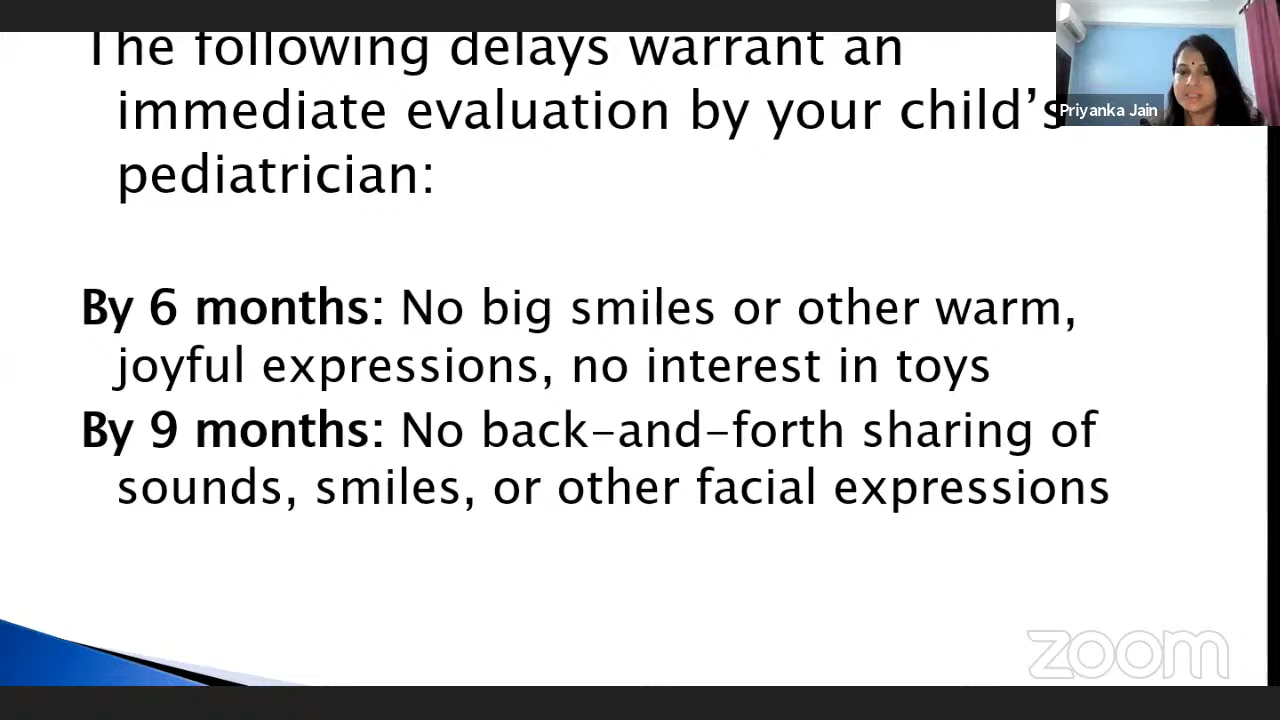 The following delays warrant an
immediate evaluation by your child's
pediatrician:
Priyanka Jain
By 6 months: No big smiles or other warm,
joyful expressions, no interest in toys
By 9 months: No back-and-forth sharing of
sounds, smiles, or other facial expressions
zoom